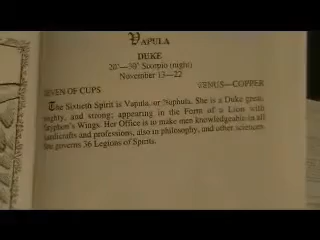 VAPULA
DUKE
20°—30° Scorpio (night)
November 13—22
SEVEN OF CUPS VENUS—COPPER
The Sixtieth Spirit is Vapula, or Naphula. She is a Duke great,
mighty, and strong; appearing in the Form of a Lion with
Gryphon's Wings. Her Office is to make men knowledgeable in all
handicrafts and professions, also in philosophy, and other sciences.
She governs 36 Legions of Spirits.